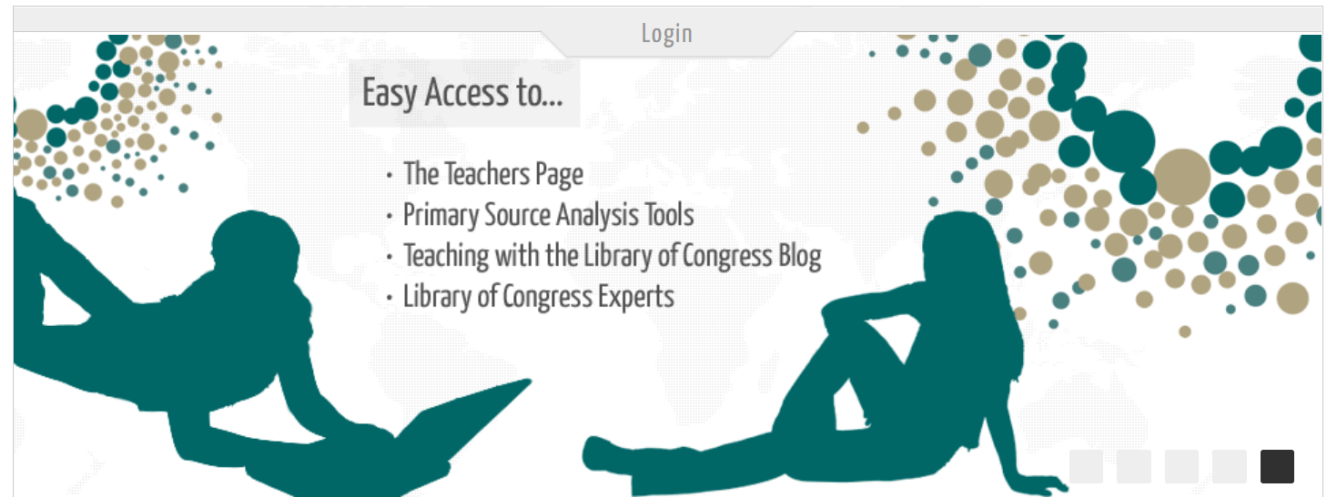 Login
Easy Access to...
· The Teachers Page
· Primary Source Analysis Tools
· Teaching with the Library of Congress Blog
· Library of Congress Experts